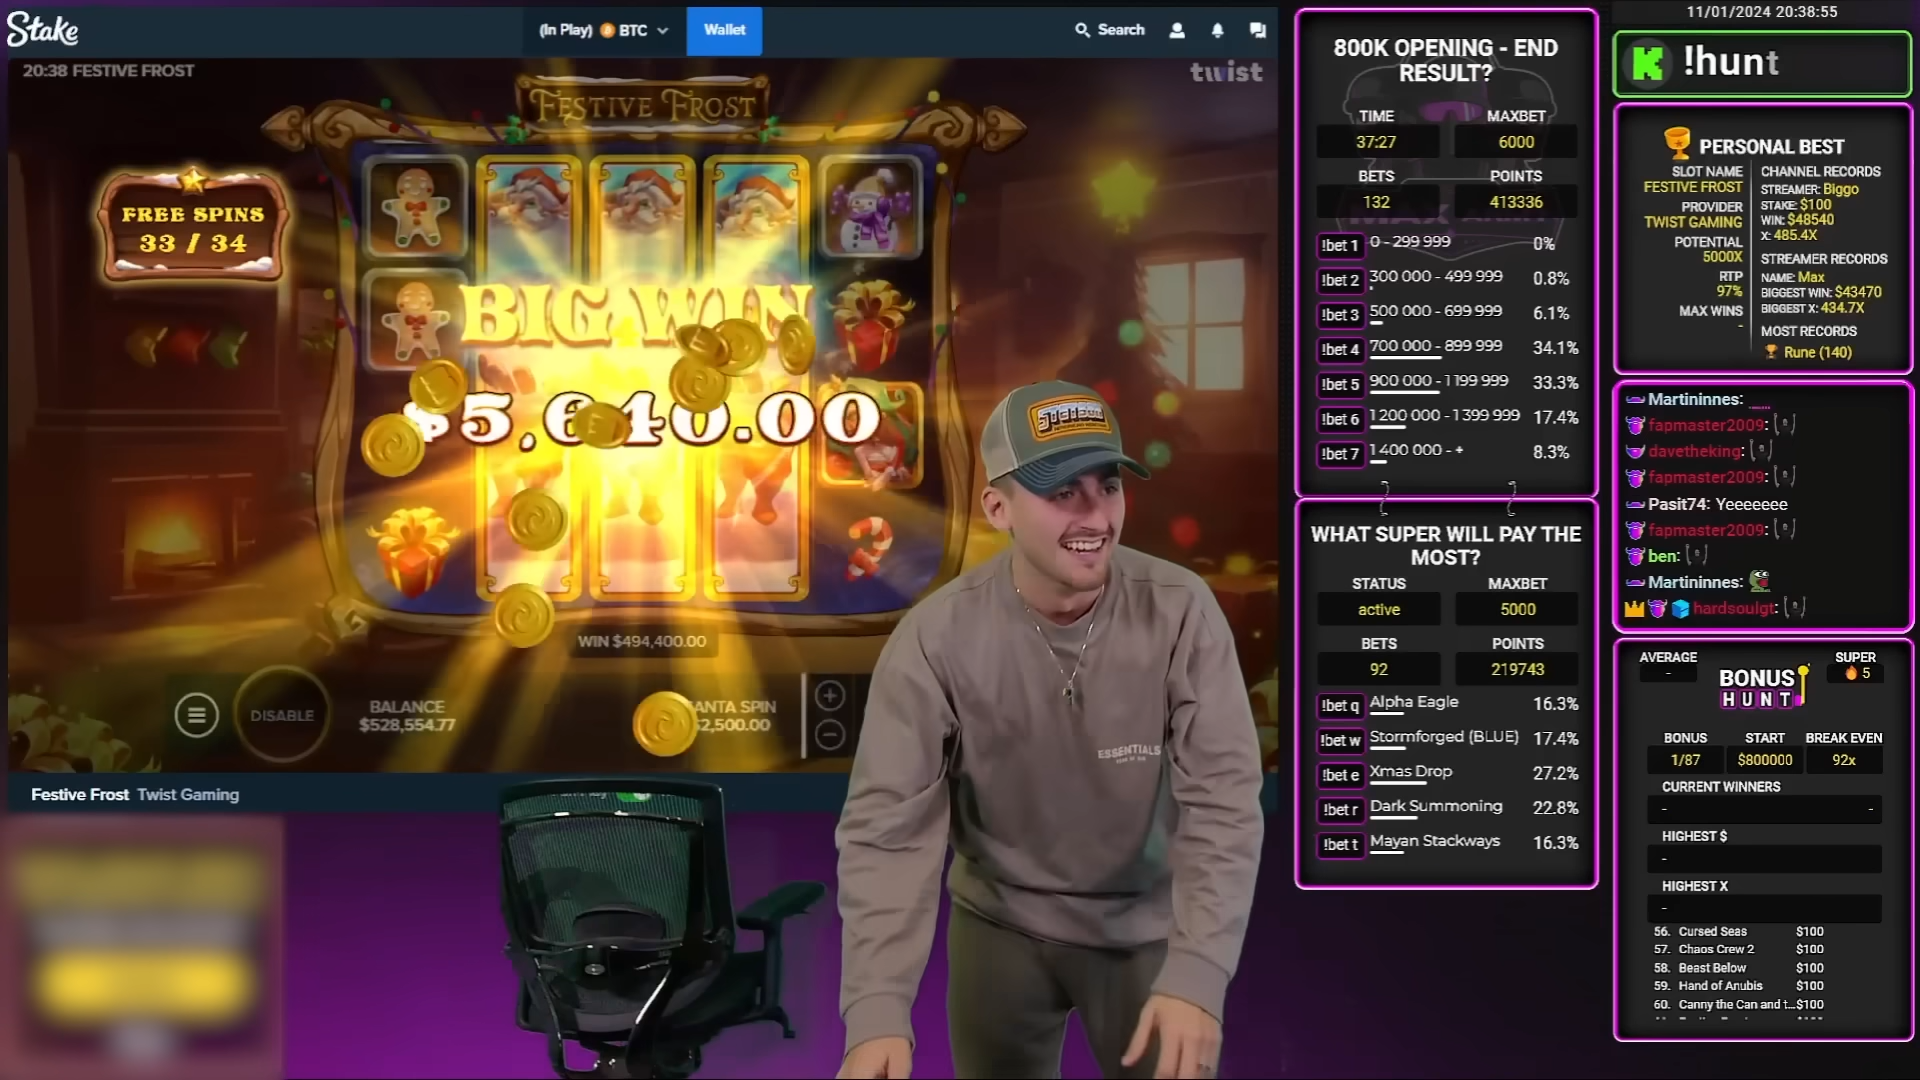 Stake
(In Play) BTC
Wallet
Search
20:38 FESTIVE FROST
twist
FESTIVE FROST
FREE SPINS
33 / 34
BIG WIN
$5,640.00
WIN $494,400.00
DISABLE
BALANCE
$528,554.77
ANTA SPIN
2,500.00
Festive Frost Twist Gaming
STETSON
ESSENTIALS
800K OPENING - END
RESULT?
TIME MAXBET
37:27 6000
BETS POINTS
132 413336
!bet 1 0 - 299 999 0%
!bet 2 300 000 - 499 999 0.8%
!bet 3 500 000 - 699 999 6.1%
!bet 4 700 000 - 899 999 34.1%
!bet 5 900 000 - 1 199 999 33.3%
!bet 6 1 200 000 - 1 399 999 17.4%
!bet 7 1 400 000 - + 8.3%
WHAT SUPER WILL PAY THE
MOST?
STATUS MAXBET
active 5000
BETS POINTS
92 219743
!bet q Alpha Eagle 16.3%
!bet w Stormforged (BLUE) 17.4%
!bet e Xmas Drop 27.2%
!bet r Dark Summoning 22.8%
!bet t Mayan Stackways 16.3%
11/01/2024 20:38:55
!hunt
PERSONAL BEST
SLOT NAME
FESTIVE FROST
PROVIDER
TWIST GAMING
POTENTIAL
5000X
RTP
97%
MAX WINS
-
CHANNEL RECORDS
STREAMER: Biggo
STAKE: $100
WIN: $48540
X: 485.4X
STREAMER RECORDS
NAME: Max
BIGGEST WIN: $43470
BIGGEST X: 434.7X
MOST RECORDS
Rune (140)
Martininnes:
fapmaster2009:
davetheking:
fapmaster2009:
Pasit74: Yeeeeeee
fapmaster2009:
ben:
Martininnes:
hardsoulgt:
AVERAGE
-
BONUS
HUNT
SUPER
5
BONUS START BREAK EVEN
1/87 $800000 92x
CURRENT WINNERS
- -
HIGHEST $
-
HIGHEST X
-
56. Cursed Seas $100
57. Chaos Crew 2 $100
58. Beast Below $100
59. Hand of Anubis $100
60. Canny the Can and t... $100